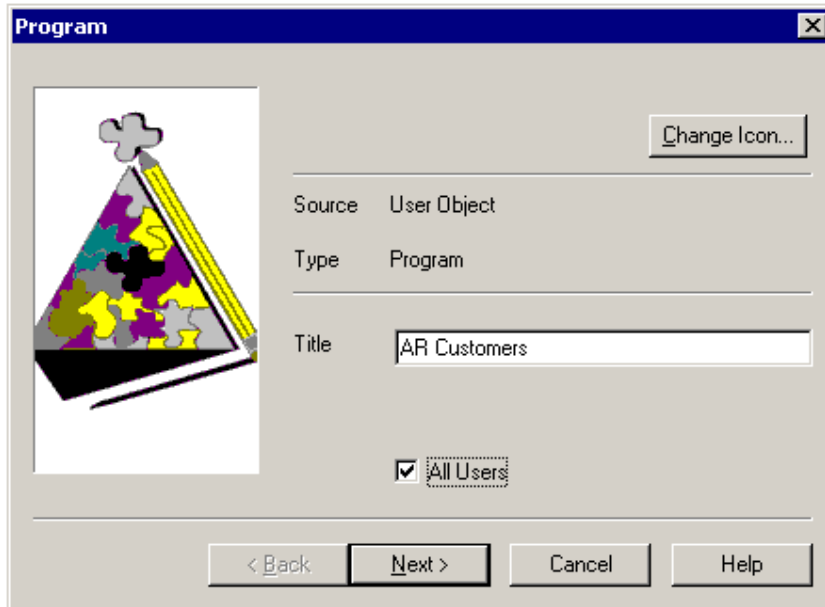 Program
Change Icon...
Source User Object
Type Program
Title AR Customers
All Users
< Back Next > Cancel Help